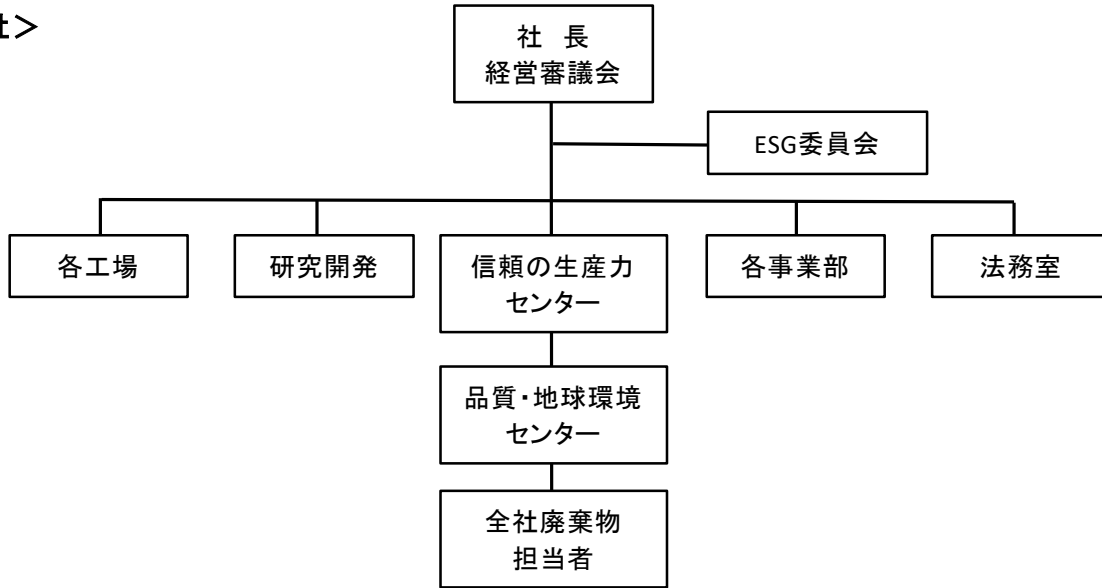 社＞
社 長
経営審議会
ESG委員会
各工場
研究開発
信頼の生産力
センター
各事業部
法務室
品質・地球環境
センター
全社廃棄物
担当者